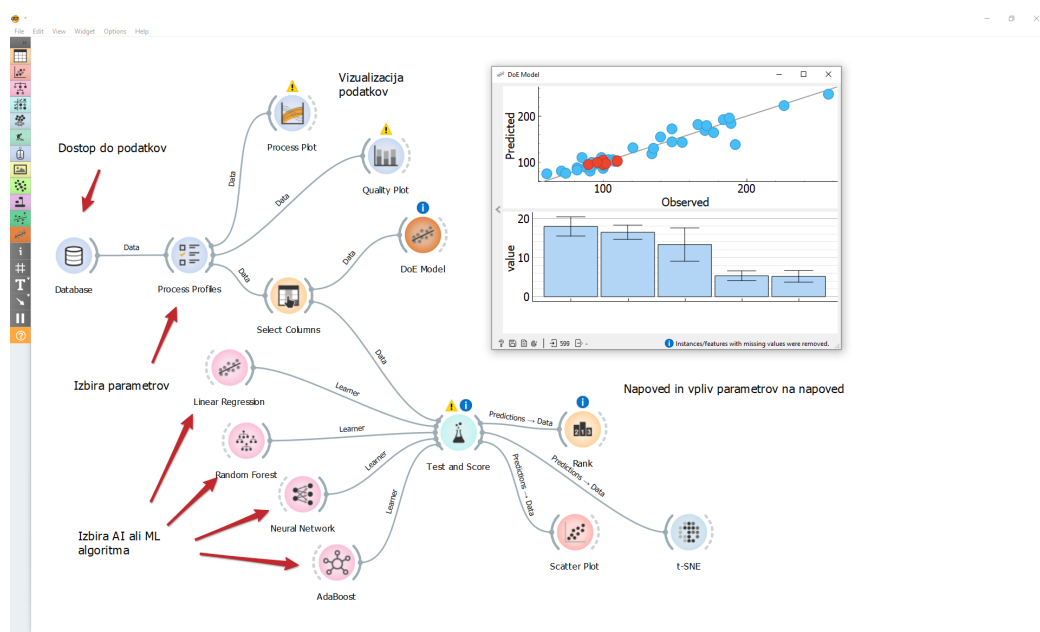 File Edit View Widget Options Help
Vizualizacija
podatkov
DoE Model
Process Plot
Dostop do podatkov
Quality Plot
Data
Data
Data
Database
Process Profiles
Data
Data
DoE Model
Select Columns
Data
Predicted
200
100
100
200
Observed
value
20
10
0
599
Instances/features with missing values were removed.
Izbira parametrov
Linear Regression
Learner
Napoved in vpliv parametrov na napoved
Random Forest
Learner
Test and Score
Predictions → Data
Rank
Neural Network
Learner
Predictions → Data
Predictions → Data
Izbira AI ali ML
algoritma
AdaBoost
Learner
Scatter Plot
t-SNE